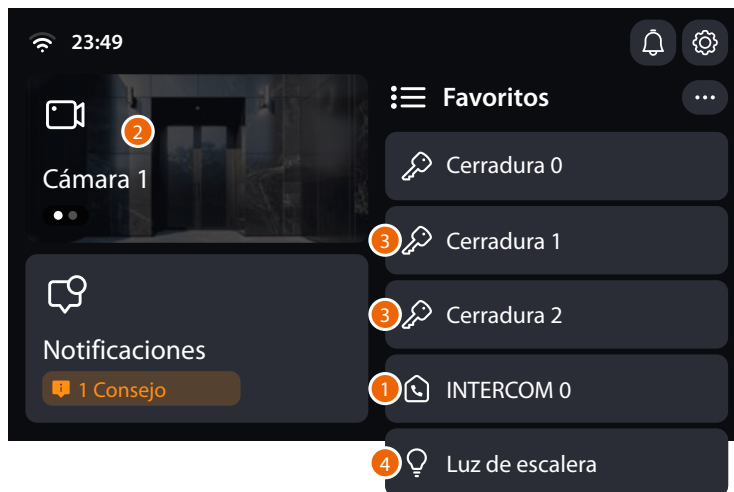 23:49
2
Cámara 1
Notificaciones
1 Consejo
Favoritos
Cerradura 0
3 Cerradura 1
3 Cerradura 2
1 INTERCOM 0
4 Luz de escalera